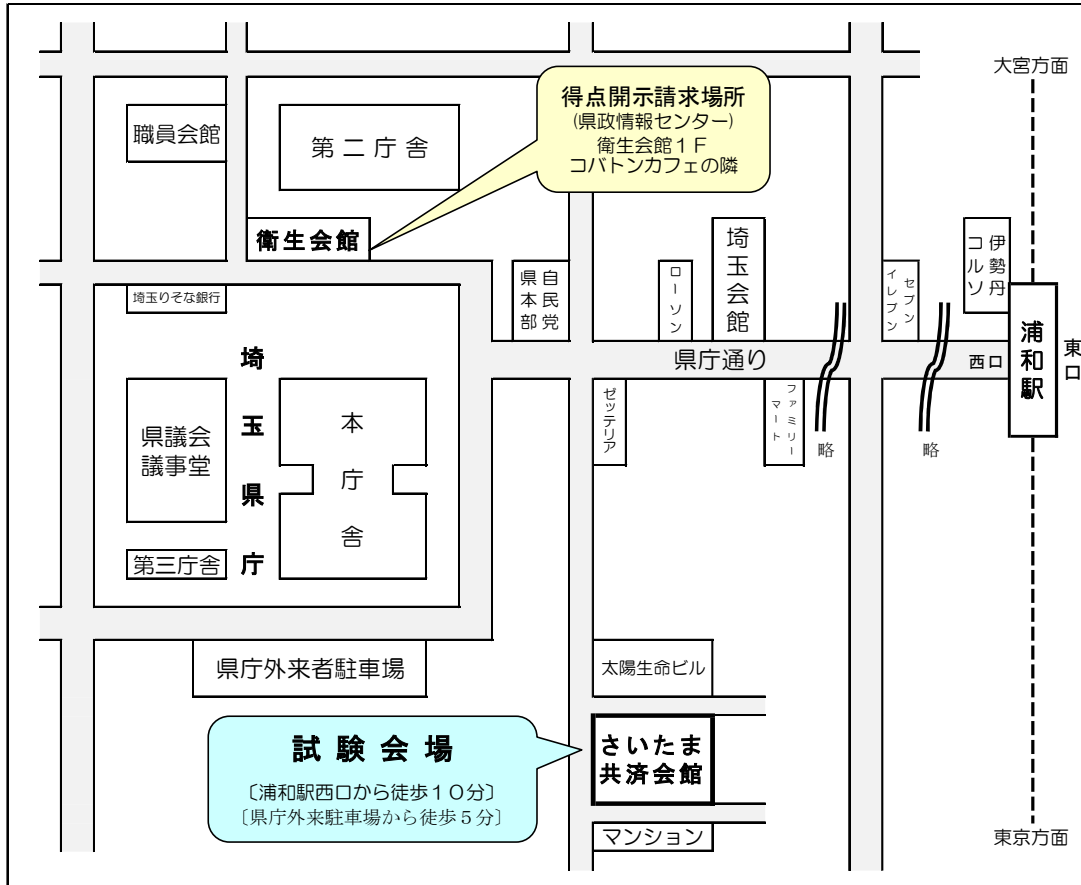 大宮方面
得点開示請求場所
(県政情報センター)
衛生会館１Ｆ
コバトンカフェの隣
職員会館
第二庁舎
衛生会館
埼玉会館
伊勢丹
コルソ
自民党
県本部
ローソン
セブン
イレブン
埼玉りそな銀行
浦和駅
東口
西口
県庁通り
埼玉県庁
県議会
議事堂
本庁舎
第三庁舎
ゼッテリア
ファミリー
マート
略
略
県庁外来者駐車場
太陽生命ビル
試験会場
〔浦和駅西口から徒歩１０分〕
〔県庁外来駐車場から徒歩５分〕
さいたま
共済会館
マンション
東京方面